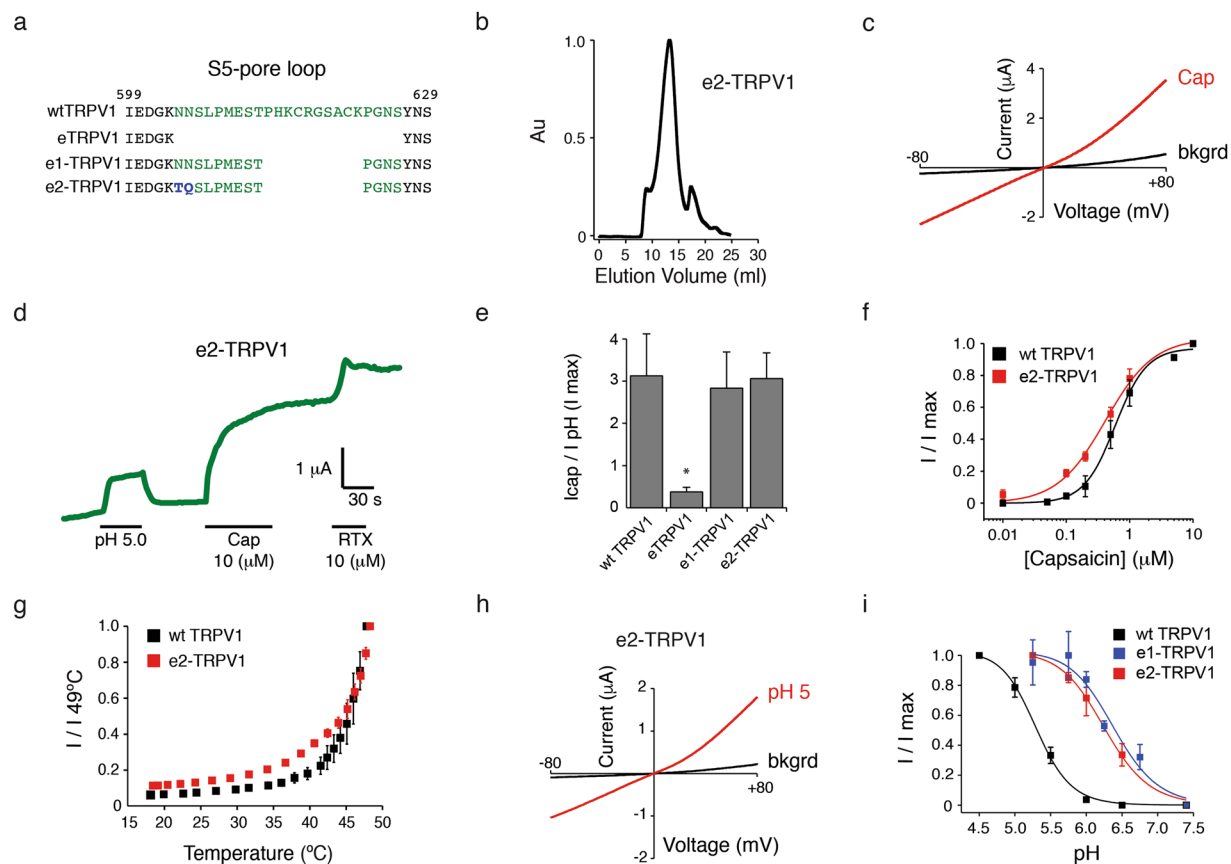 a
S5-pore loop
599 629
wtTRPV1 IEDGKNNSLPMESTPHKCRGSACKPGNSYNS
eTRPV1 IEDGK YNS
e1-TRPV1 IEDGKNNSLPMEST PGNSYNS
e2-TRPV1 IEDGKTQSLPMEST PGNSYNS
b
e2-TRPV1
1.0
0.5
0
Au
0 5 10 15 20 25 30
Elution Volume (ml)
c
Current (μA)
4
2
-2
-80
+80
Cap
bkgrd
Voltage (mV)
d
e2-TRPV1
1 μA
30 s
pH 5.0
Cap
10 (μM)
RTX
10 (μM)
e
Icap / I pH (I max)
4
3
2
1
0
*
wt TRPV1
eTRPV1
e1-TRPV1
e2-TRPV1
f
wt TRPV1
e2-TRPV1
I / I max
1.0
0.8
0.6
0.4
0.2
0
0.01 0.1 1 10
[Capsaicin] (μM)
g
wt TRPV1
e2-TRPV1
I / I 49ºC
1.0
0.8
0.6
0.4
0.2
0
15 20 25 30 35 40 45 50
Temperature (ºC)
h
e2-TRPV1
Current (μA)
2
1
-1
-2
-80
+80
pH 5
bkgrd
Voltage (mV)
i
wt TRPV1
e1-TRPV1
e2-TRPV1
I / I max
1.0
0.8
0.6
0.4
0.2
0
4.5 5.0 5.5 6.0 6.5 7.0 7.5
pH